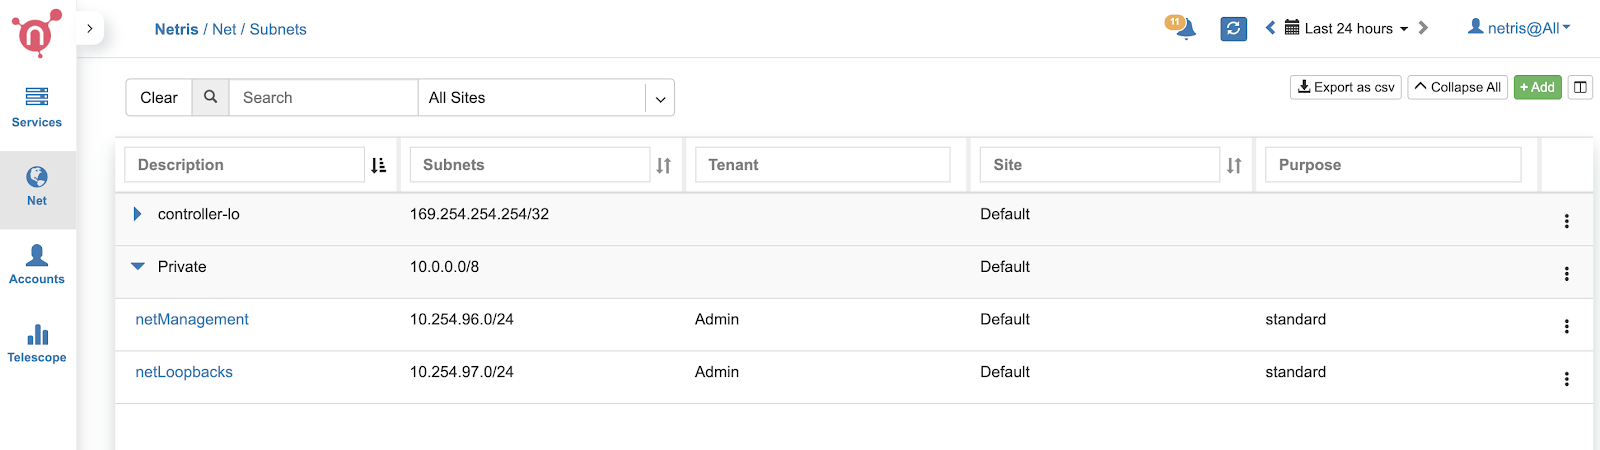 Netris / Net / Subnets
11
Last 24 hours
netris@All
Services
Net
Accounts
Telescope
Clear
Search
All Sites
Export as csv
Collapse All
+ Add
Description Subnets Tenant Site Purpose
controller-lo 169.254.254.254/32 Default
Private 10.0.0.0/8 Default
netManagement 10.254.96.0/24 Admin Default standard
netLoopbacks 10.254.97.0/24 Admin Default standard